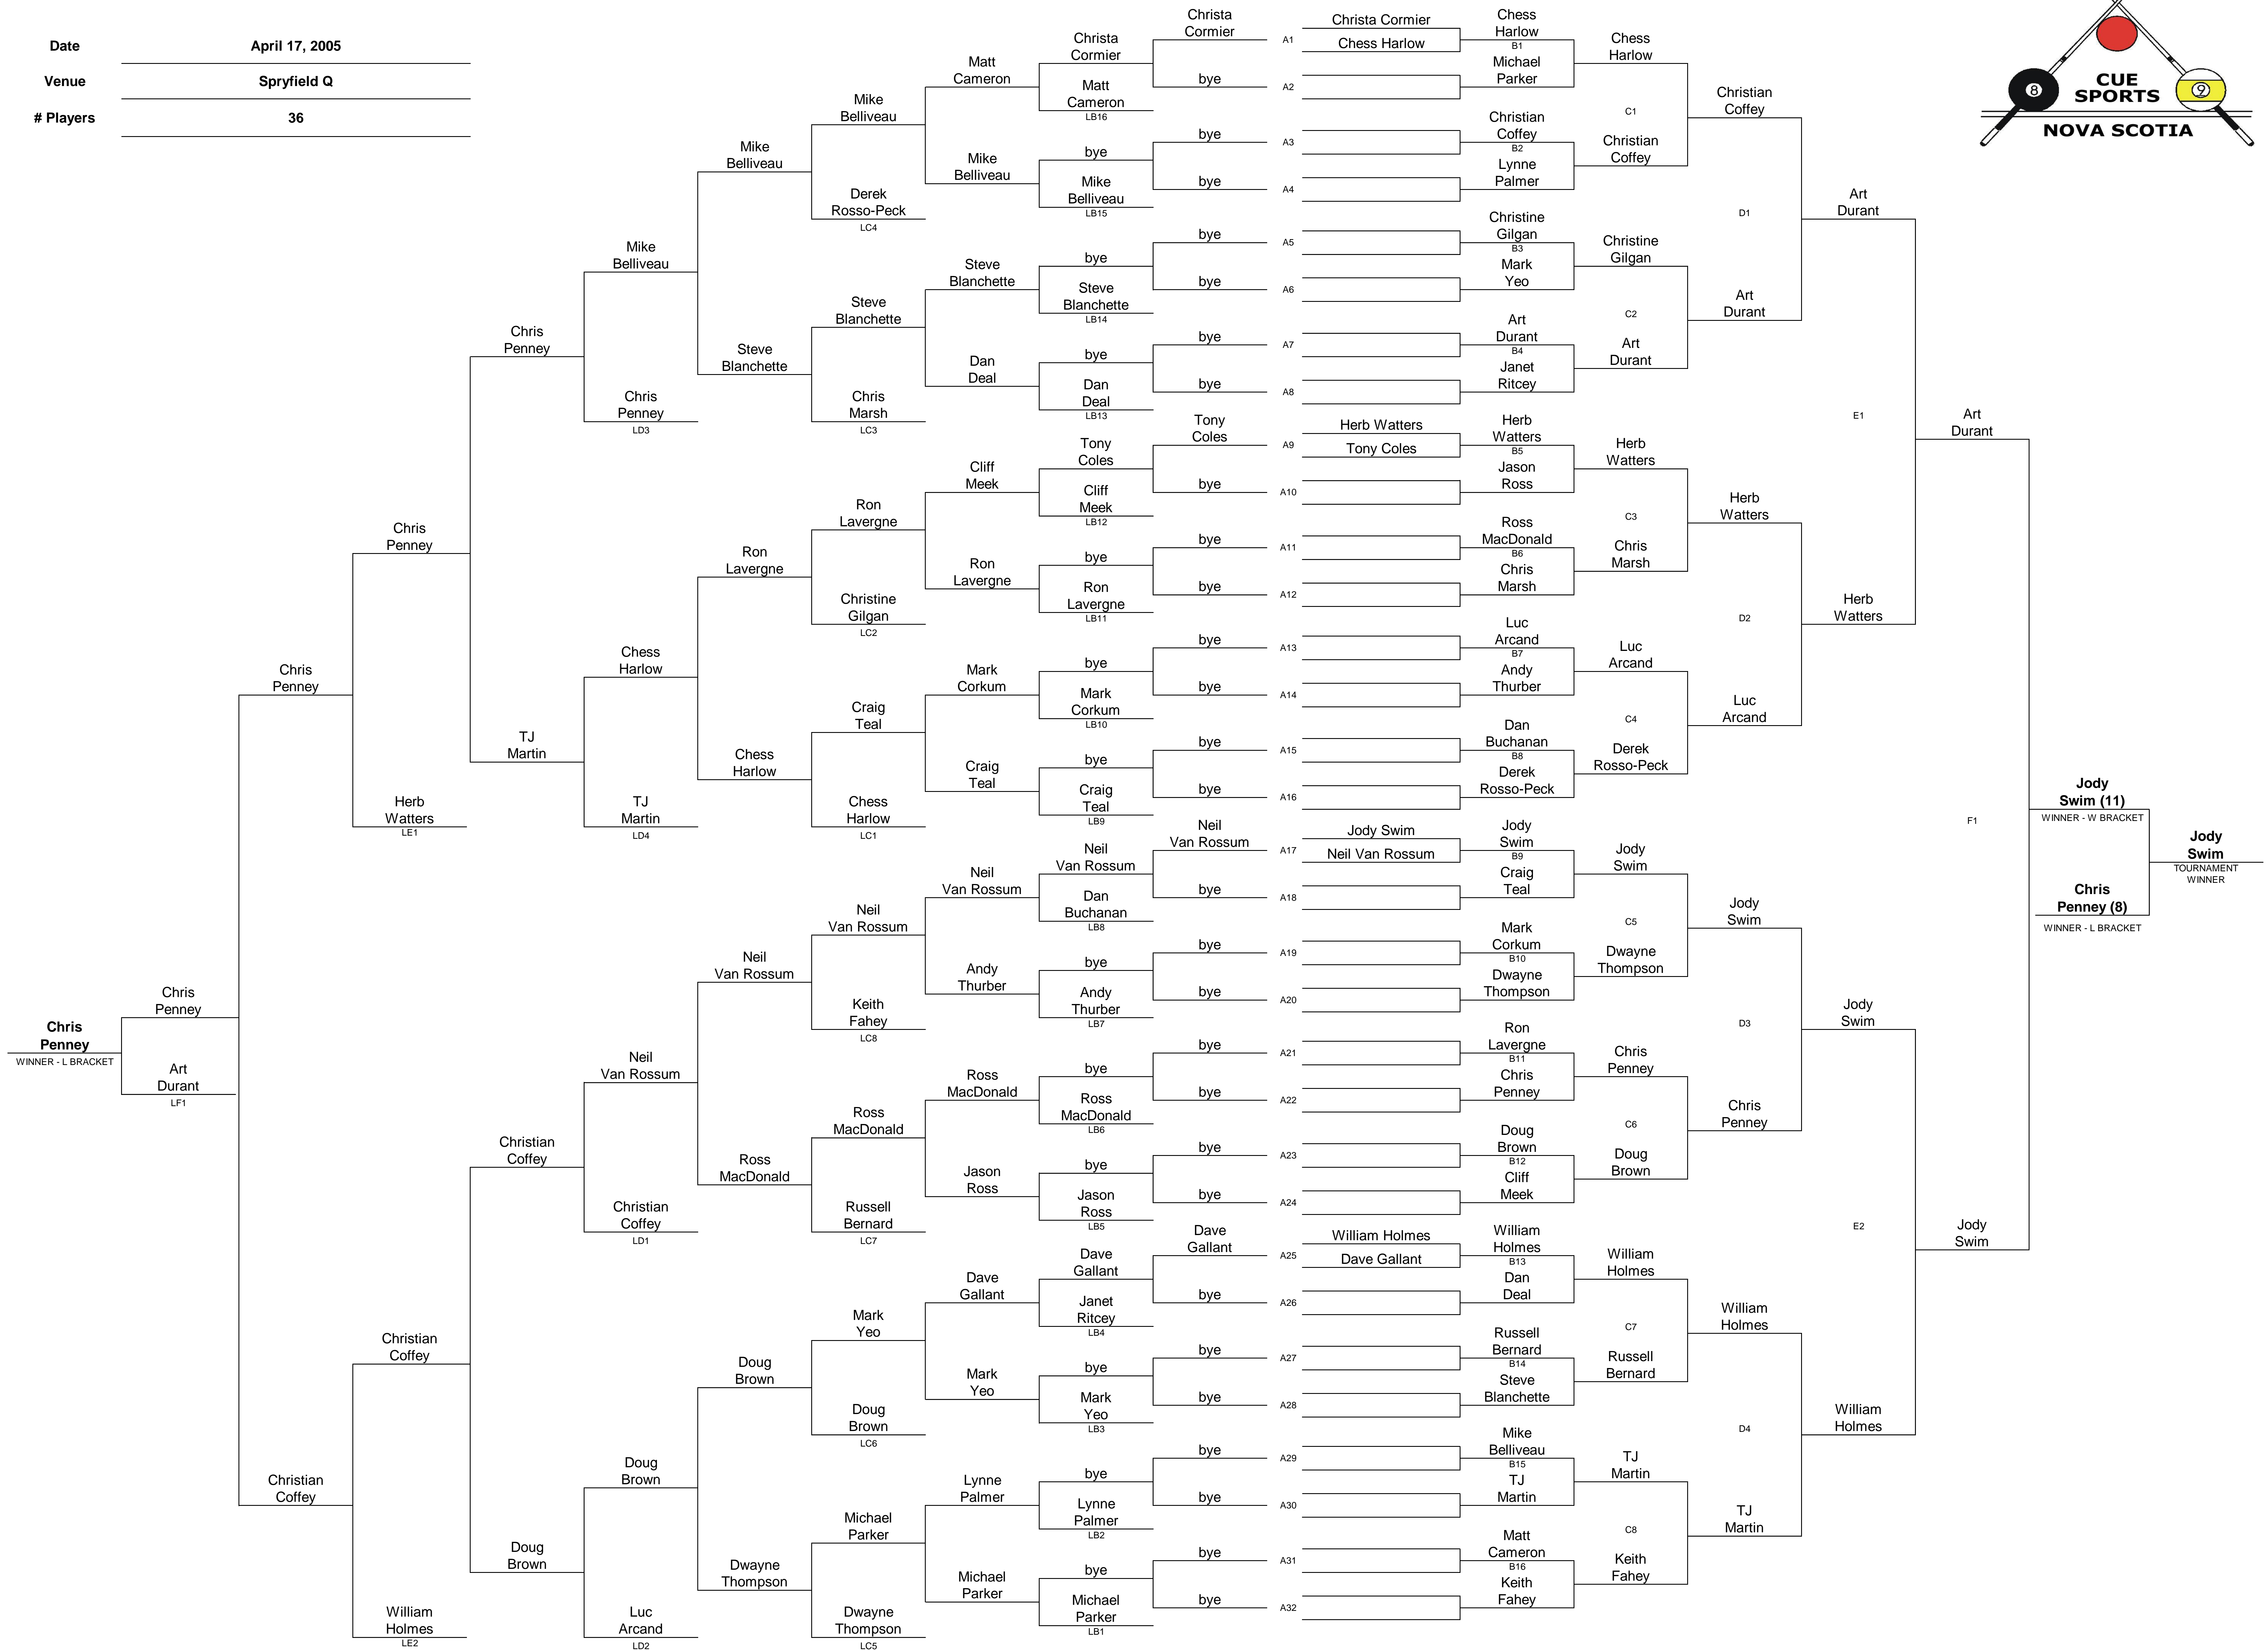 Date
April 17, 2005
Venue
Spryfield Q
# Players
36
8
9
CUE
SPORTS
NOVA SCOTIA
Chris
Penney
WINNER - L BRACKET
Chris
Penney
Art
Durant
LF1
Chris
Penney
Christian
Coffey
Chris
Penney
Herb
Watters
LE1
Christian
Coffey
William
Holmes
LE2
Chris
Penney
TJ
Martin
Christian
Coffey
Doug
Brown
Mike
Belliveau
Chris
Penney
LD3
Chess
Harlow
TJ
Martin
LD4
Neil
Van Rossum
Christian
Coffey
LD1
Doug
Brown
Luc
Arcand
LD2
Mike
Belliveau
Steve
Blanchette
Ron
Lavergne
Chess
Harlow
Neil
Van Rossum
Ross
MacDonald
Doug
Brown
Dwayne
Thompson
Mike
Belliveau
Derek
Rosso-Peck
LC4
Steve
Blanchette
Chris
Marsh
LC3
Ron
Lavergne
Christine
Gilgan
LC2
Craig
Teal
Chess
Harlow
LC1
Neil
Van Rossum
Keith
Fahey
LC8
Ross
MacDonald
Russell
Bernard
LC7
Mark
Yeo
Doug
Brown
LC6
Michael
Parker
Dwayne
Thompson
LC5
Matt
Cameron
Mike
Belliveau
Steve
Blanchette
Dan
Deal
Cliff
Meek
Ron
Lavergne
Mark
Corkum
Craig
Teal
Neil
Van Rossum
Andy
Thurber
Ross
MacDonald
Jason
Ross
Dave
Gallant
Mark
Yeo
Lynne
Palmer
Michael
Parker
Christa
Cormier
Matt
Cameron
LB16
bye
Mike
Belliveau
LB15
bye
Steve
Blanchette
LB14
bye
Dan
Deal
LB13
Tony
Coles
Cliff
Meek
LB12
bye
Ron
Lavergne
LB11
bye
Mark
Corkum
LB10
bye
Craig
Teal
LB9
Neil
Van Rossum
Dan
Buchanan
LB8
bye
Andy
Thurber
LB7
bye
Ross
MacDonald
LB6
bye
Jason
Ross
LB5
Dave
Gallant
Janet
Ritcey
LB4
bye
Mark
Yeo
LB3
bye
Lynne
Palmer
LB2
bye
Michael
Parker
LB1
Christa
Cormier
bye
bye
bye
bye
bye
bye
bye
Tony
Coles
bye
bye
bye
bye
bye
bye
bye
Neil
Van Rossum
bye
bye
bye
bye
bye
bye
bye
Dave
Gallant
bye
bye
bye
bye
bye
bye
bye
A1
A2
A3
A4
A5
A6
A7
A8
A9
A10
A11
A12
A13
A14
A15
A16
A17
A18
A19
A20
A21
A22
A23
A24
A25
A26
A27
A28
A29
A30
A31
A32
Christa Cormier
Chess Harlow
Herb Watters
Tony Coles
Jody Swim
Neil Van Rossum
William Holmes
Dave Gallant
Chess
Harlow
B1
Michael
Parker
Christian
Coffey
B2
Lynne
Palmer
Christine
Gilgan
B3
Mark
Yeo
Art
Durant
B4
Janet
Ritcey
Herb
Watters
B5
Jason
Ross
Ross
MacDonald
B6
Chris
Marsh
Luc
Arcand
B7
Andy
Thurber
Dan
Buchanan
B8
Derek
Rosso-Peck
Jody
Swim
B9
Craig
Teal
Mark
Corkum
B10
Dwayne
Thompson
Ron
Lavergne
B11
Chris
Penney
Doug
Brown
B12
Cliff
Meek
William
Holmes
B13
Dan
Deal
Russell
Bernard
B14
Steve
Blanchette
Mike
Belliveau
B15
TJ
Martin
Matt
Cameron
B16
Keith
Fahey
Chess
Harlow
C1
Christian
Coffey
Christine
Gilgan
C2
Art
Durant
Herb
Watters
C3
Chris
Marsh
Luc
Arcand
C4
Derek
Rosso-Peck
Jody
Swim
C5
Dwayne
Thompson
Chris
Penney
C6
Doug
Brown
William
Holmes
C7
Russell
Bernard
TJ
Martin
C8
Keith
Fahey
Christian
Coffey
D1
Art
Durant
Herb
Watters
D2
Luc
Arcand
Jody
Swim
D3
Chris
Penney
William
Holmes
D4
TJ
Martin
Art
Durant
E1
Herb
Watters
Jody
Swim
E2
William
Holmes
Art
Durant
F1
Jody
Swim
Jody
Swim (11)
WINNER - W BRACKET
Chris
Penney (8)
WINNER - L BRACKET
Jody
Swim
TOURNAMENT
WINNER